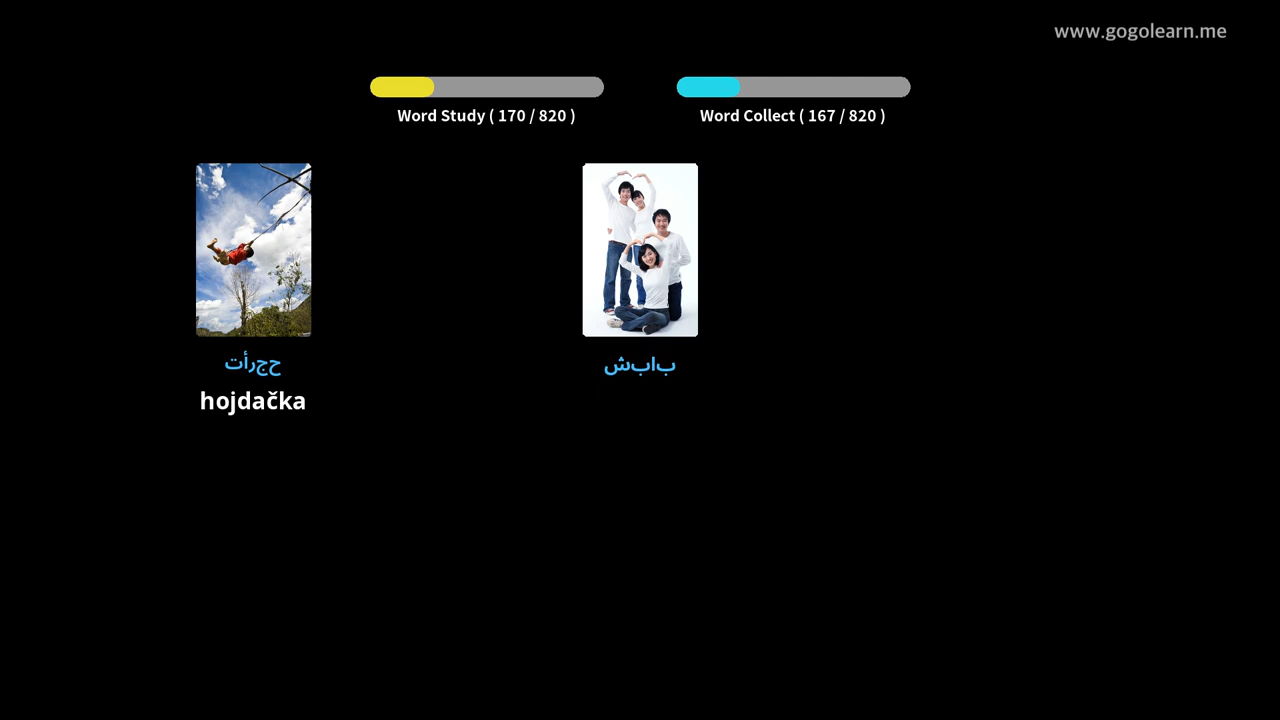 www.gogolearn.me
Word Study ( 170 / 820 )
Word Collect ( 167 / 820 )
حجرأت
بابش
hojdačka